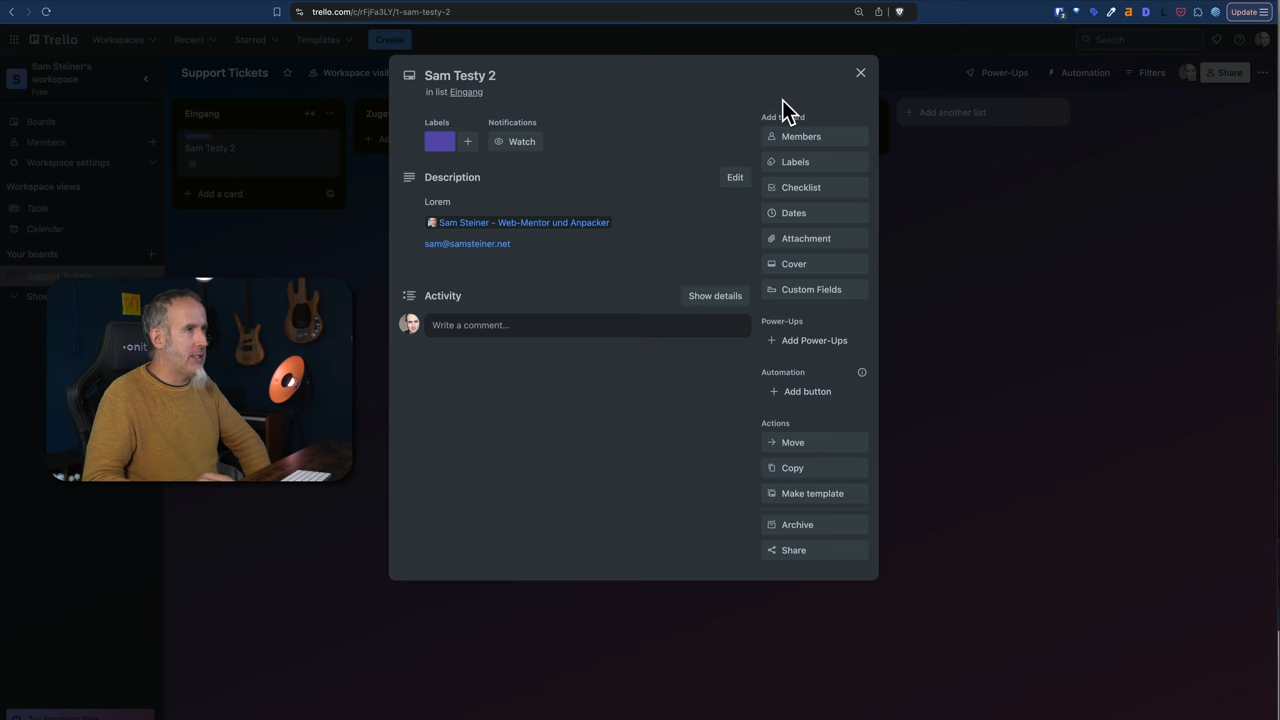 trello.com/c/rFjFa3LY/1-sam-testy-2
Update
Trello
Workspaces
Recent
Starred
Templates
Create
Search
Sam Steiner's workspace
Free
S
Boards
Members
Workspace settings
Workspace views
Table
Calendar
Your boards
Support Tickets
Support Tickets
Power-Ups
Automation
Filters
Share
Eingang
Sam Testy 2
Add a card
Add another list
Sam Testy 2
in list Eingang
Labels
Notifications
Watch
Description
Edit
Lorem
Sam Steiner - Web-Mentor und Anpacker
sam@samsteiner.net
Activity
Show details
Write a comment...
Members
Labels
Checklist
Dates
Attachment
Cover
Custom Fields
Power-Ups
Add Power-Ups
Automation
Add button
Actions
Move
Copy
Make template
Archive
Share